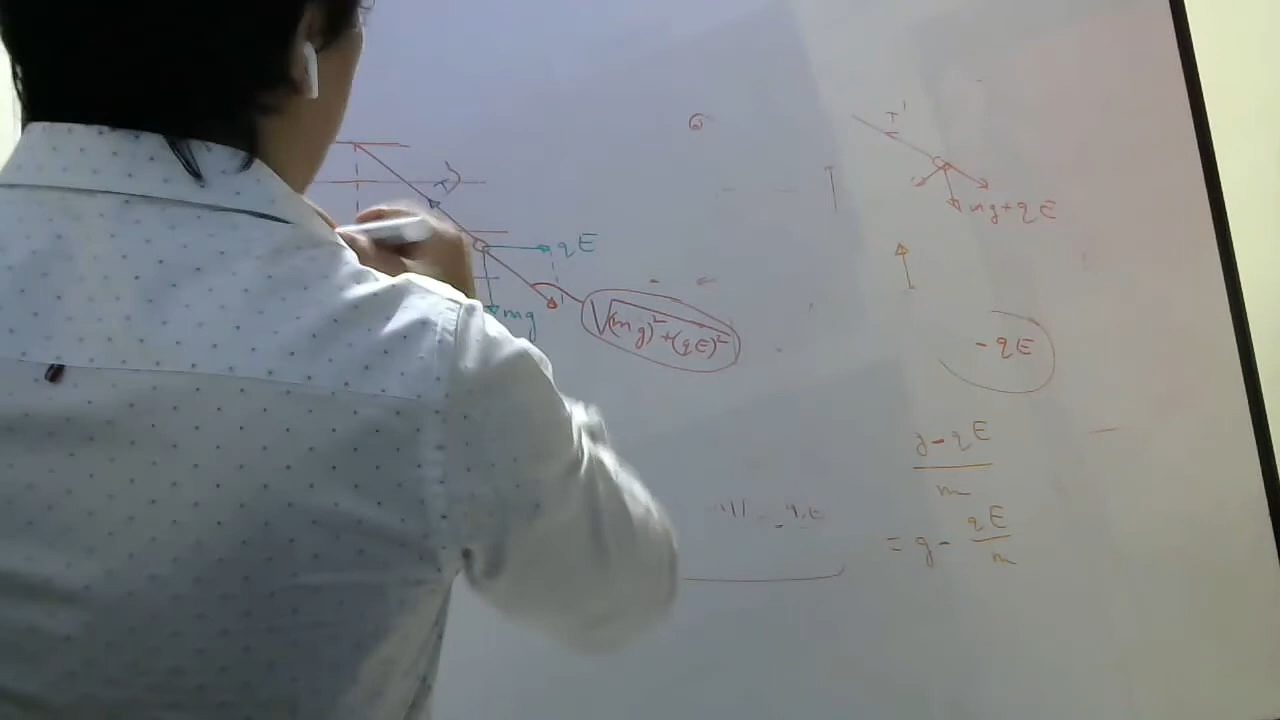 T'
mg+qE
qE
mg
√(mg)²+(qE)²
-qE
g-qE
m
= g - qE
m